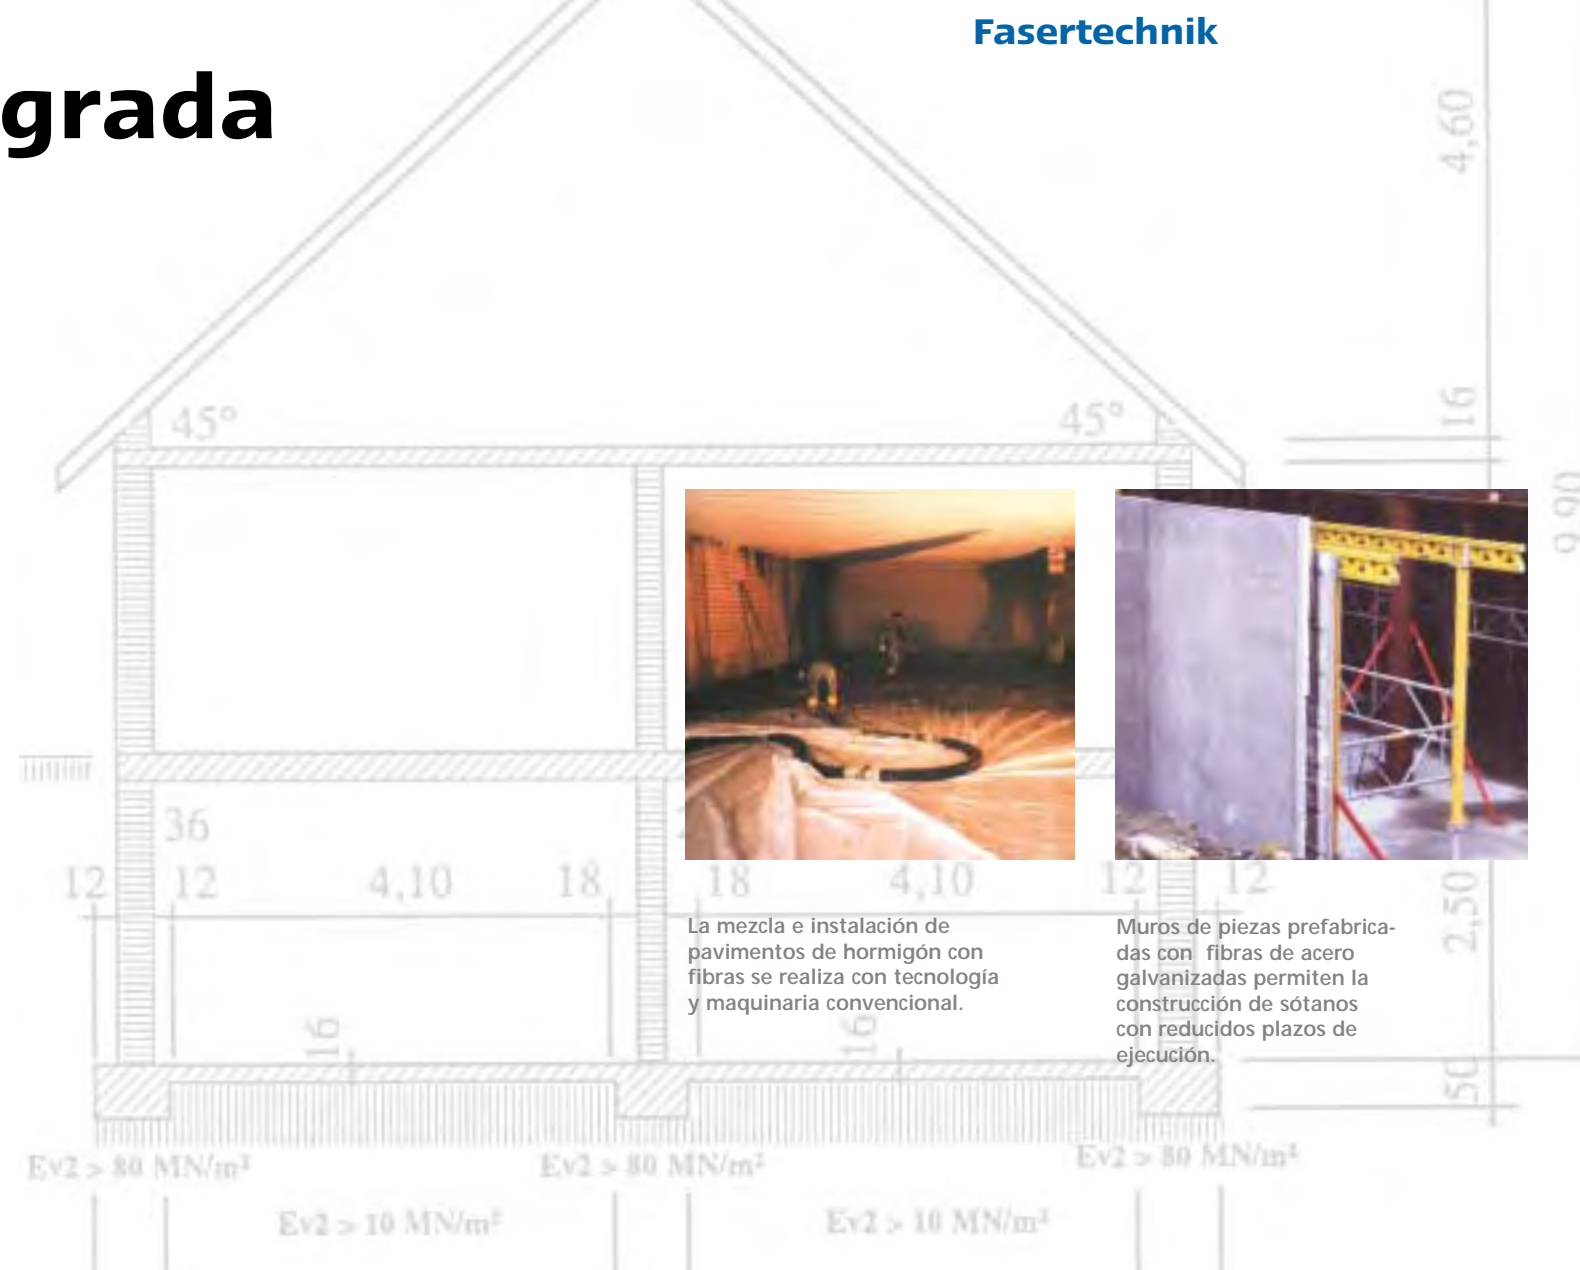 Fasertechnik
grada
4,60
45°
45°
16
9,90
36
12
12
4,10
18
18
4,10
12
12
2,50
La mezcla e instalación de
pavimentos de hormigón con
fibras se realiza con tecnología
y maquinaria convencional.
Muros de piezas prefabrica-
das con fibras de acero
galvanizadas permiten la
construcción de sótanos
con reducidos plazos de
ejecución.
16
16
50
Ev2 > 80 MN/m²
Ev2 > 80 MN/m²
Ev2 > 80 MN/m²
Ev2 > 10 MN/m²
Ev2 > 10 MN/m²